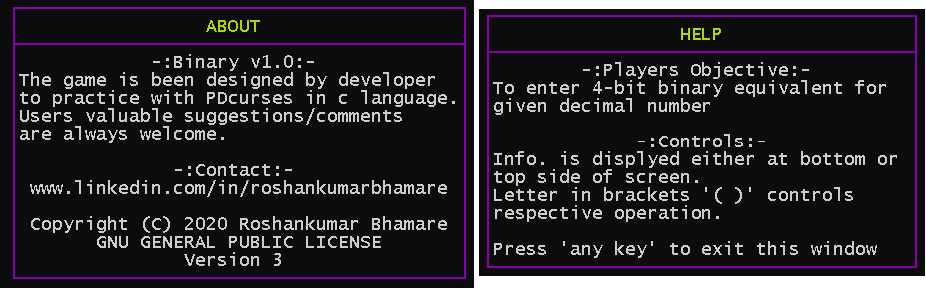 ABOUT
-:Binary v1.0:-
The game is been designed by developer
to practice with PDcurses in c language.
Users valuable suggestions/comments
are always welcome.
-:Contact:-
www.linkedin.com/in/roshankumarbhamare
Copyright (C) 2020 Roshankumar Bhamare
GNU GENERAL PUBLIC LICENSE
Version 3
HELP
-:Players Objective:-
To enter 4-bit binary equivalent for
given decimal number
-:Controls:-
Info. is displyed either at bottom or
top side of screen.
Letter in brackets '( )' controls
respective operation.
Press 'any key' to exit this window